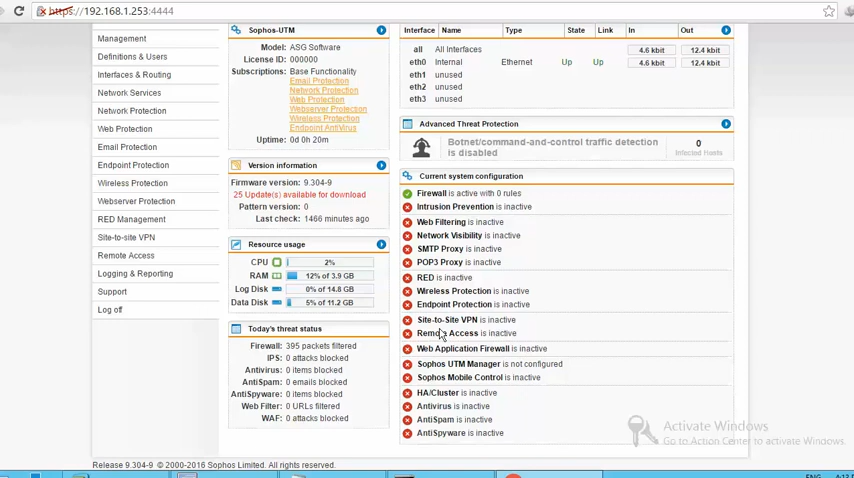 https://192.168.1.253:4444
Management
Definitions & Users
Interfaces & Routing
Network Services
Network Protection
Web Protection
Email Protection
Endpoint Protection
Wireless Protection
Webserver Protection
RED Management
Site-to-site VPN
Remote Access
Logging & Reporting
Support
Log off
Sophos-UTM
Model: ASG Software
License ID: 000000
Subscriptions: Base Functionality
Email Protection
Network Protection
Web Protection
Webserver Protection
Wireless Protection
Endpoint AntiVirus
Uptime: 0d 0h 20m
Version information
Firmware version: 9.304-9
25 Update(s) available for download
Pattern version: 0
Last check: 1466 minutes ago
Resource usage
CPU 2%
RAM 12% of 3.9 GB
Log Disk 0% of 14.8 GB
Data Disk 5% of 11.2 GB
Today's threat status
Firewall: 395 packets filtered
IPS: 0 attacks blocked
Antivirus: 0 items blocked
AntiSpam: 0 emails blocked
AntiSpyware: 0 items blocked
Web Filter: 0 URLs filtered
WAF: 0 attacks blocked
Interface Name Type State Link In Out
all All Interfaces 4.6 kbit 12.4 kbit
eth0 Internal Ethernet Up Up 4.6 kbit 12.4 kbit
eth1 unused
eth2 unused
eth3 unused
Advanced Threat Protection
Botnet/command-and-control traffic detection
is disabled
0
Infected Hosts
Current system configuration
Firewall is active with 0 rules
Intrusion Prevention is inactive
Web Filtering is inactive
Network Visibility is inactive
SMTP Proxy is inactive
POP3 Proxy is inactive
RED is inactive
Wireless Protection is inactive
Endpoint Protection is inactive
Site-to-Site VPN is inactive
Remote Access is inactive
Web Application Firewall is inactive
Sophos UTM Manager is not configured
Sophos Mobile Control is inactive
HA/Cluster is inactive
Antivirus is inactive
AntiSpam is inactive
AntiSpyware is inactive
Activate Windows
Go to Action Center to activate Windows.
Release 9.304-9 © 2000-2016 Sophos Limited. All rights reserved.